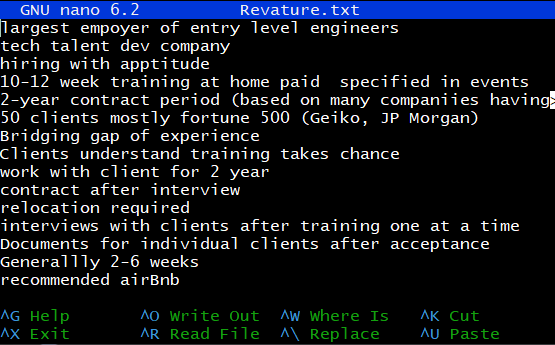 GNU nano 6.2 Revature.txt
largest empoyer of entry level engineers
tech talent dev company
hiring with apptitude
10-12 week training at home paid  specified in events
2-year contract period (based on many companiies having>
50 clients mostly fortune 500 (Geiko, JP Morgan)
Bridging gap of experience
Clients understand training takes chance
work with client for 2 year
contract after interview
relocation required
interviews with clients after training one at a time
Documents for individual clients after acceptance
Generallly 2-6 weeks
recommended airBnb
^G Help ^O Write Out ^W Where Is ^K Cut
^X Exit ^R Read File ^\ Replace ^U Paste